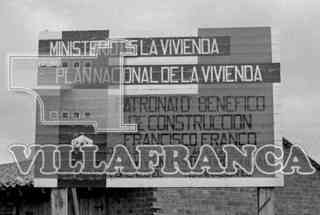 MINISTERIO DE LA VIVIENDA
PLAN NACIONAL DE LA VIVIENDA
PATRONATO BENEFICO
DE CONSTRUCCION
FRANCISCO FRANCO
VILLAFRANCA